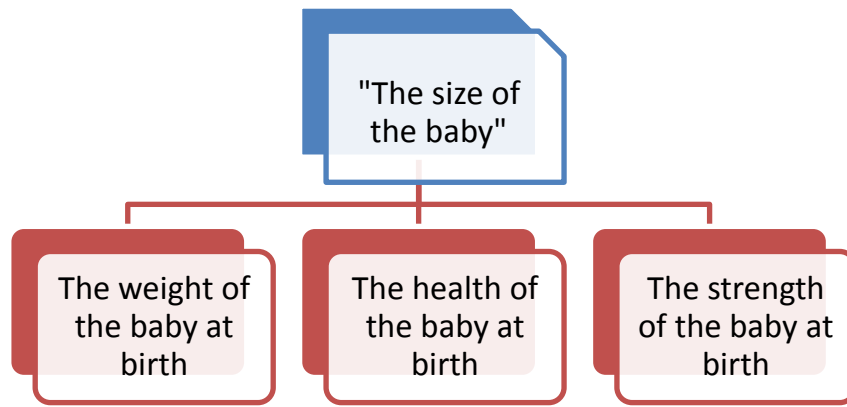 "The size of
the baby"
The weight of
the baby at
birth
The health of
the baby at
birth
The strength
of the baby at
birth